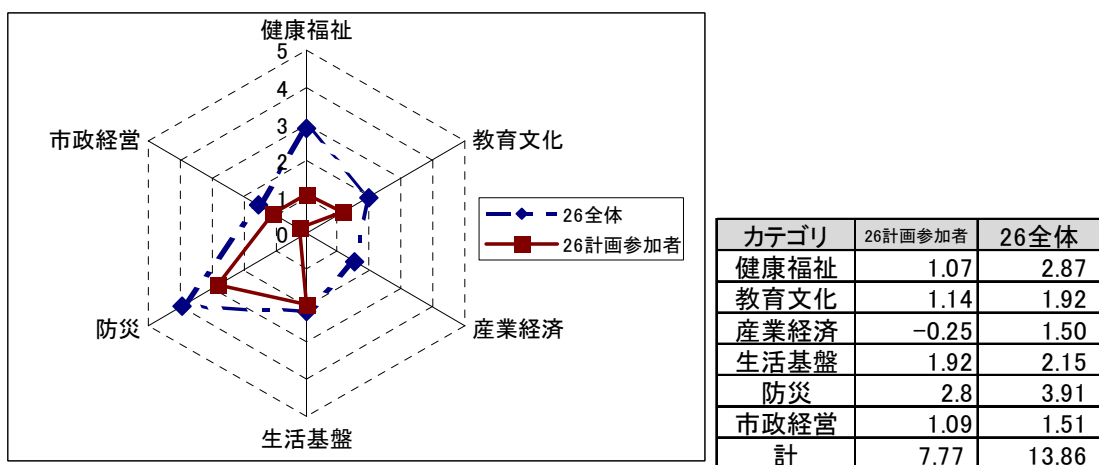 健康福祉
5
4
3
2
1
0
教育文化
産業経済
生活基盤
防災
市政経営
26全体
26計画参加者
カテゴリ 26計画参加者 26全体
健康福祉 1.07 2.87
教育文化 1.14 1.92
産業経済 -0.25 1.50
生活基盤 1.92 2.15
防災 2.8 3.91
市政経営 1.09 1.51
計 7.77 13.86